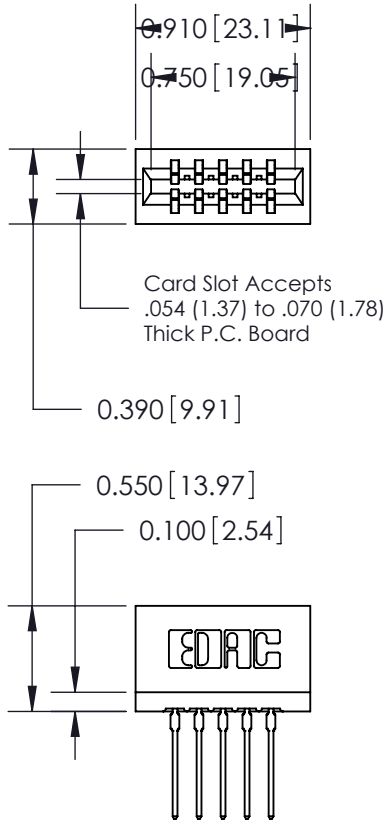 0.910 [23.11]
0.750 [19.05]
Card Slot Accepts
.054 (1.37) to .070 (1.78)
Thick P.C. Board
0.390 [9.91]
0.550 [13.97]
0.100 [2.54]
EDAC